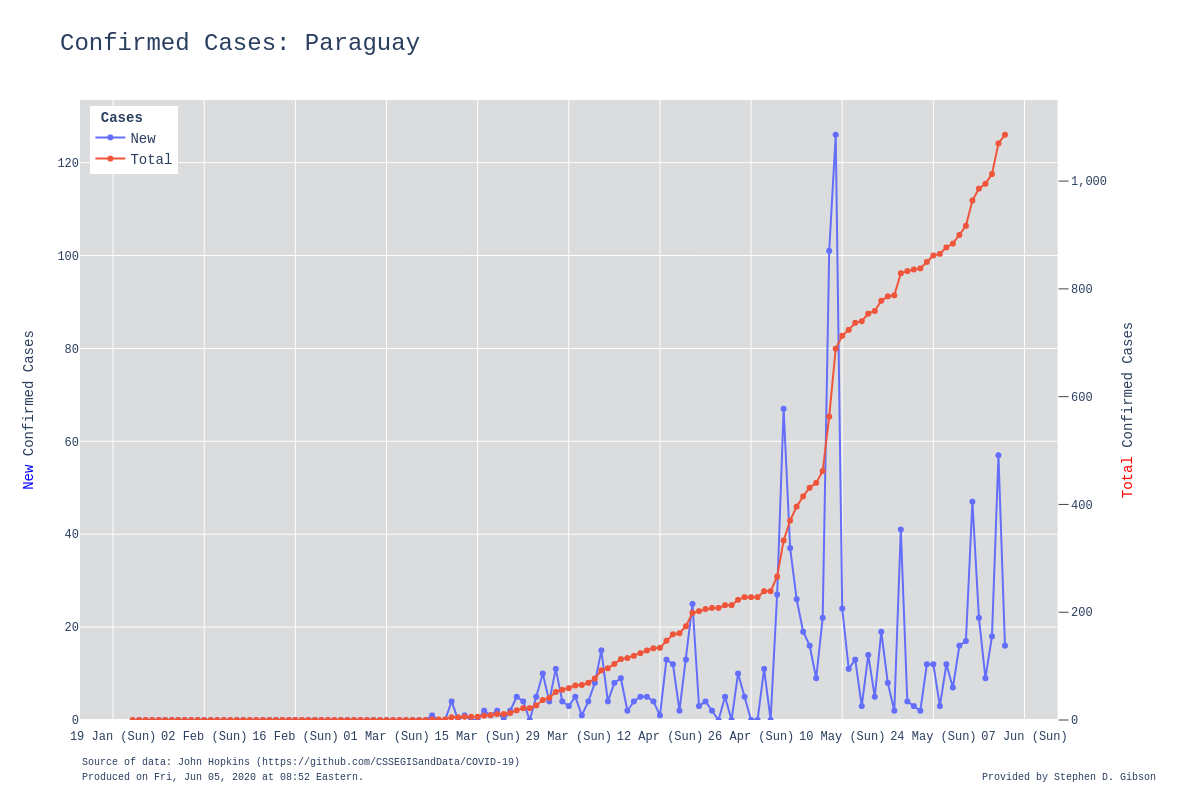 Confirmed Cases: Paraguay
Cases
New
Total
120
100
80
60
40
20
0
1,000
800
600
400
200
0
New Confirmed Cases
Total Confirmed Cases
19 Jan (Sun) 02 Feb (Sun) 16 Feb (Sun) 01 Mar (Sun) 15 Mar (Sun) 29 Mar (Sun) 12 Apr (Sun) 26 Apr (Sun) 10 May (Sun) 24 May (Sun) 07 Jun (Sun)
Source of data: John Hopkins (https://github.com/CSSEGISandData/COVID-19)
Produced on Fri, Jun 05, 2020 at 08:52 Eastern.
Provided by Stephen D. Gibson